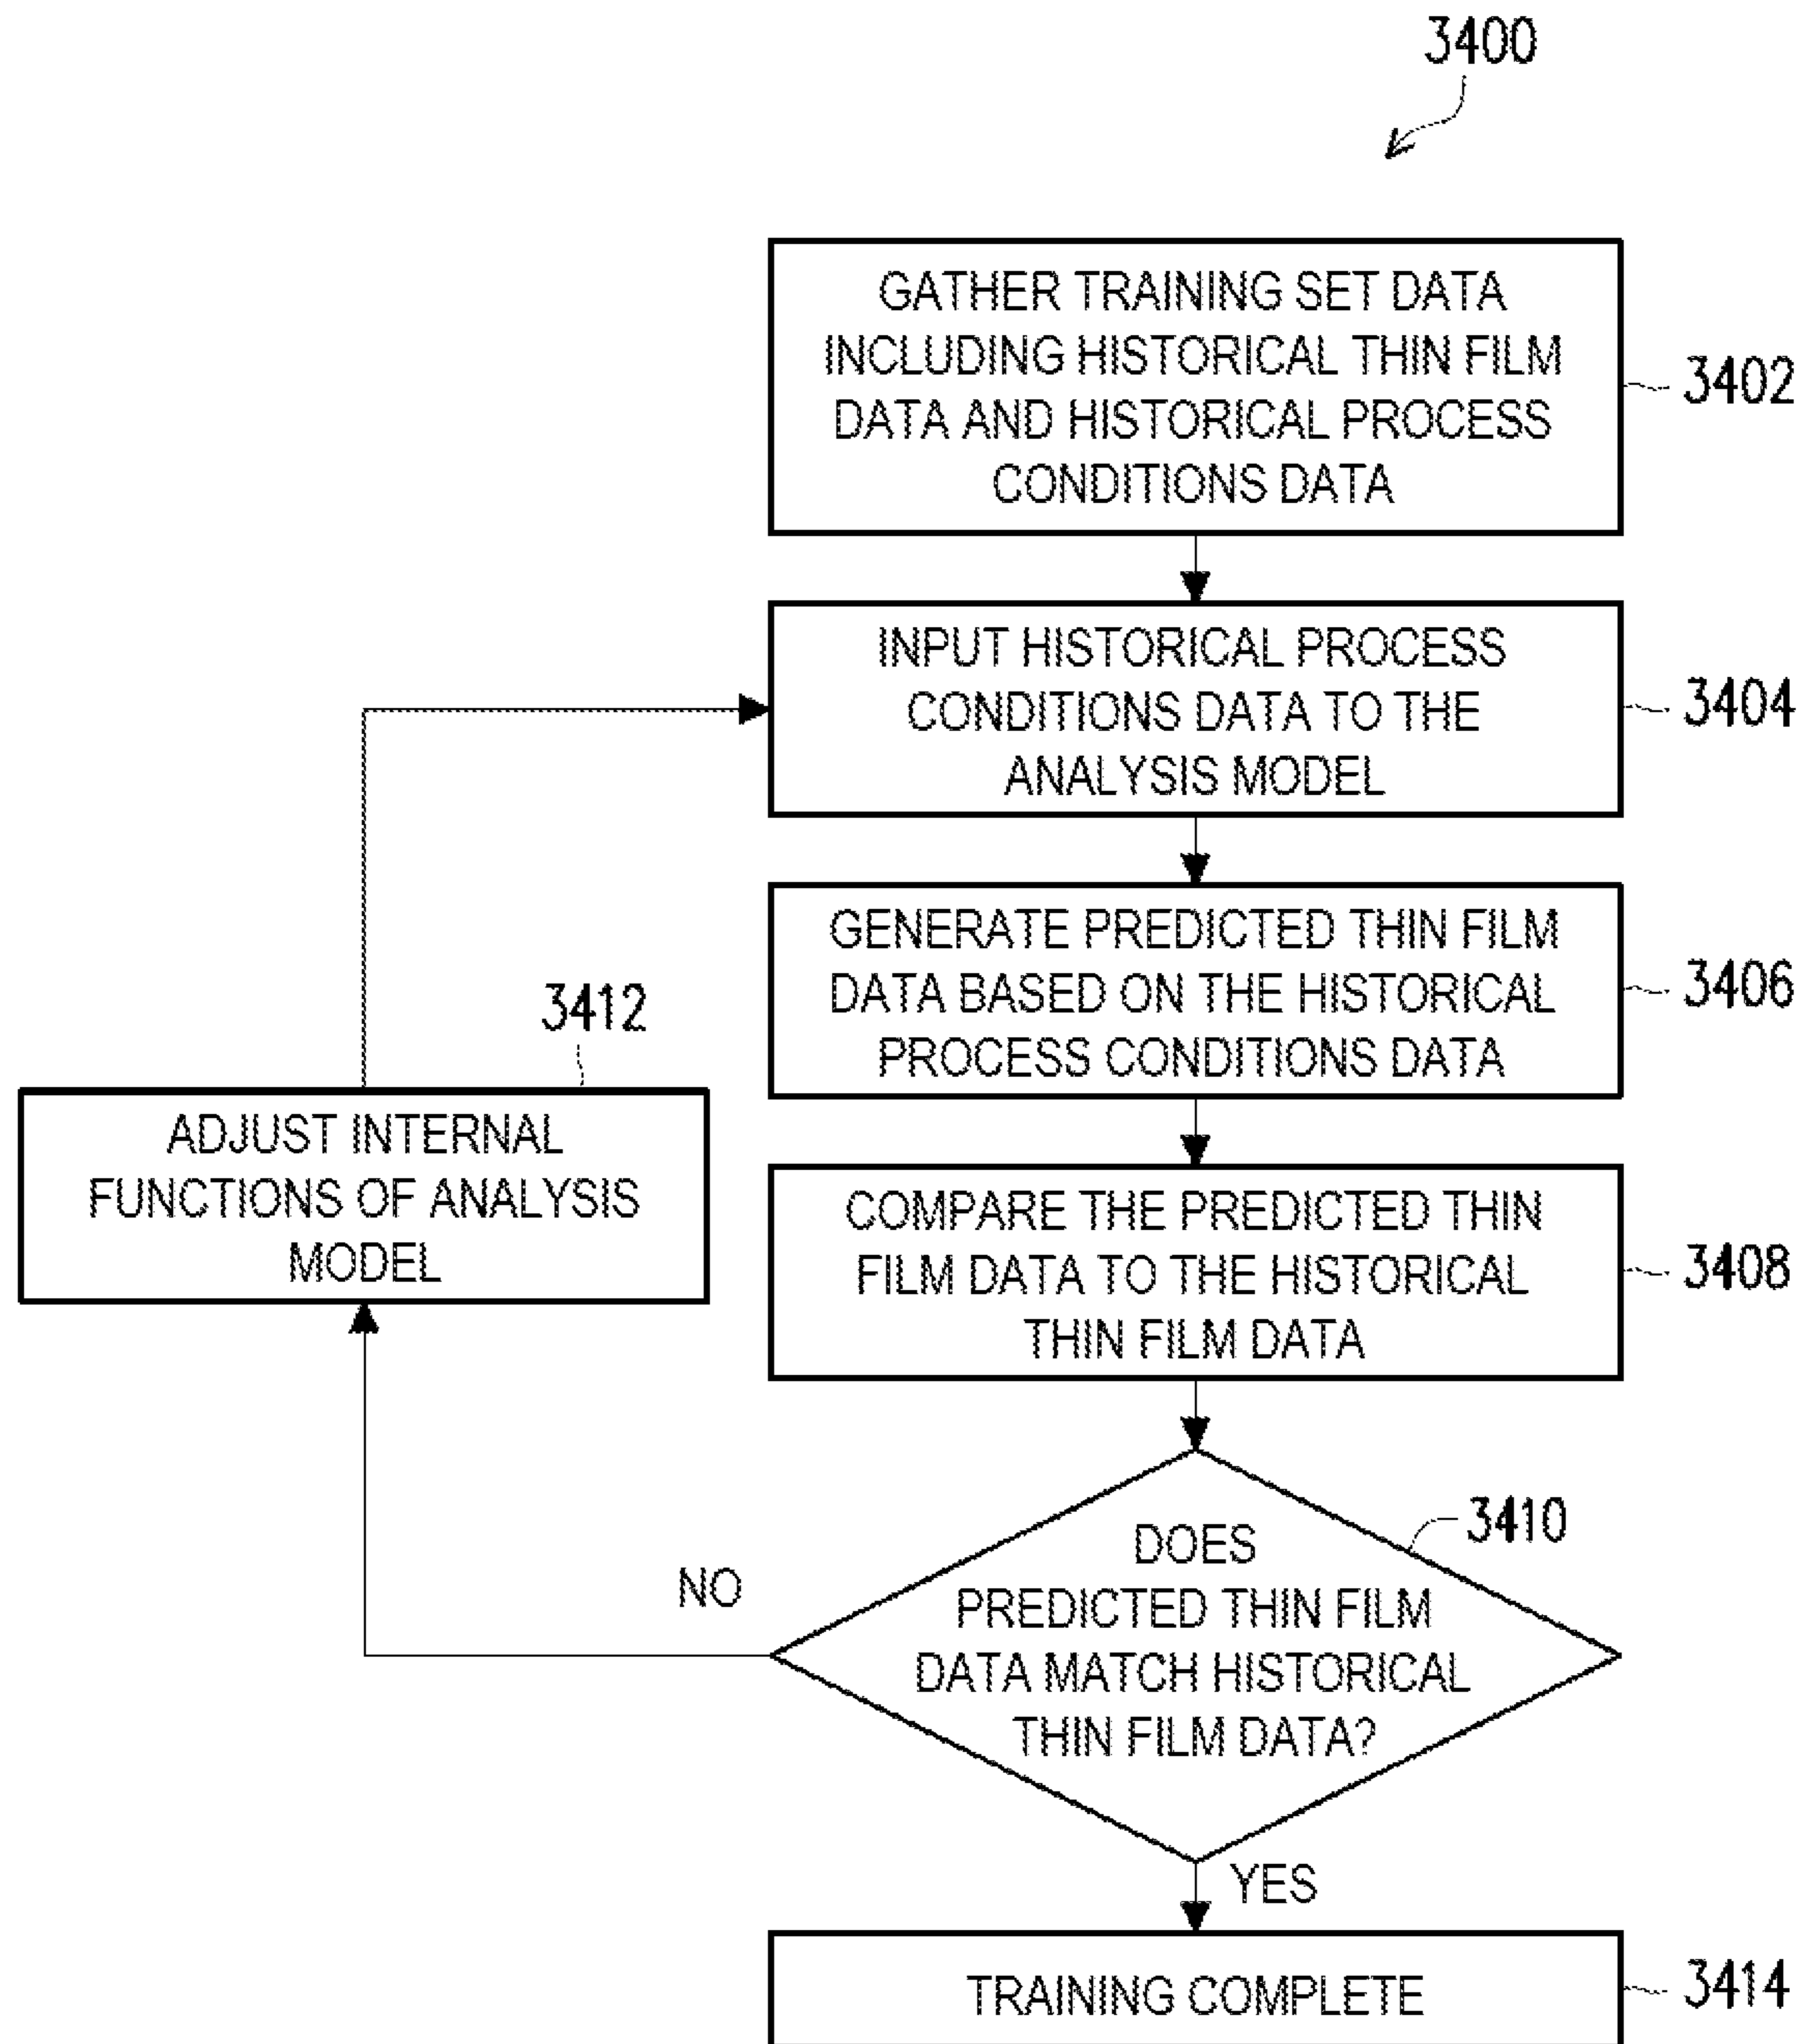 3400
GATHER TRAINING SET DATA
INCLUDING HISTORICAL THIN FILM
DATA AND HISTORICAL PROCESS
CONDITIONS DATA
3402
INPUT HISTORICAL PROCESS
CONDITIONS DATA TO THE
ANALYSIS MODEL
3404
GENERATE PREDICTED THIN FILM
DATA BASED ON THE HISTORICAL
PROCESS CONDITIONS DATA
3406
3412
ADJUST INTERNAL
FUNCTIONS OF ANALYSIS
MODEL
COMPARE THE PREDICTED THIN
FILM DATA TO THE HISTORICAL
THIN FILM DATA
3408
3410
DOES
PREDICTED THIN FILM
DATA MATCH HISTORICAL
THIN FILM DATA?
NO
YES
TRAINING COMPLETE
3414